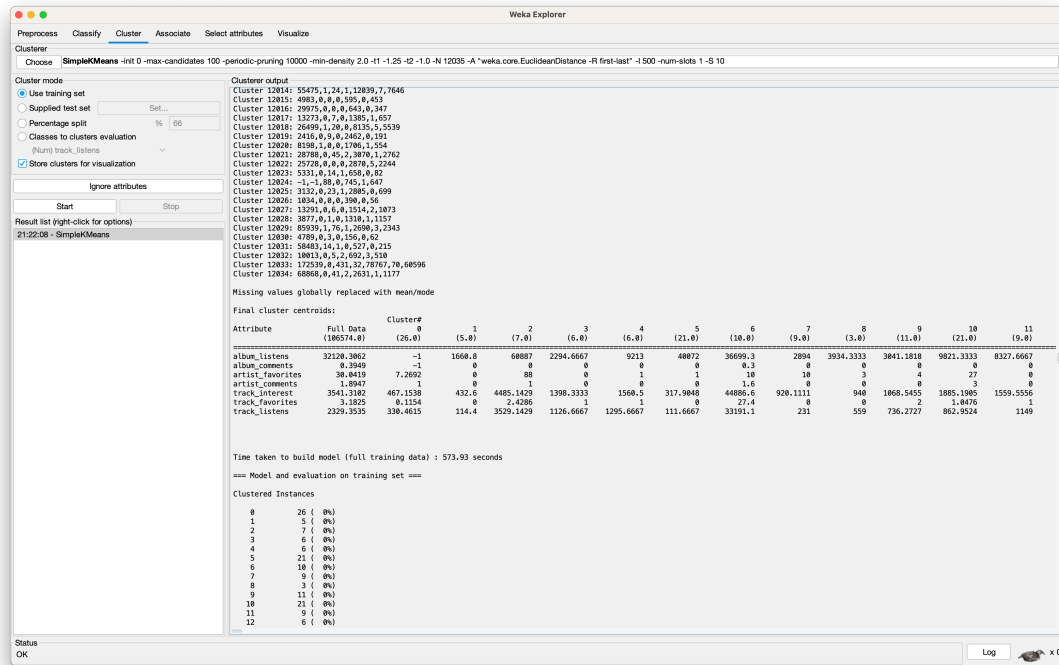 Weka Explorer
Preprocess Classify Cluster Associate Select attributes Visualize
Clusterer
Choose SimpleKMeans -init 0 -max-candidates 100 -periodic-pruning 10000 -min-density 2.0 -t1 -1.25 -t2 -1.0 -N 12035 -A "weka.core.EuclideanDistance -R first-last" -I 500 -num-slots 1 -S 10
Cluster mode
Use training set
Supplied test set Set...
Percentage split % 66
Classes to clusters evaluation
(Num) track_listens
Store clusters for visualization
Ignore attributes
Start Stop
Result list (right-click for options)
21:22:08 - SimpleKMeans
Clusterer output
Cluster 12014: 55475,1,24,1,12039,7,7646
Cluster 12015: 4983,0,0,0,595,0,453
Cluster 12016: 29975,0,0,0,643,0,347
Cluster 12017: 13273,0,7,0,1385,1,657
Cluster 12018: 26499,1,20,0,8135,5,5539
Cluster 12019: 2416,0,9,0,2462,0,191
Cluster 12020: 8198,1,0,0,1706,1,554
Cluster 12021: 28788,0,45,2,3070,1,2762
Cluster 12022: 25728,0,0,0,2870,5,2244
Cluster 12023: 5331,0,14,1,658,0,82
Cluster 12024: -1,-1,88,0,745,1,647
Cluster 12025: 3132,0,23,1,2805,0,699
Cluster 12026: 1034,0,0,0,390,0,56
Cluster 12027: 13291,0,6,0,1514,2,1073
Cluster 12028: 3877,0,1,0,1310,1,1157
Cluster 12029: 85939,1,76,1,2690,3,2343
Cluster 12030: 4789,0,3,0,156,0,62
Cluster 12031: 58483,14,1,0,527,0,215
Cluster 12032: 10013,0,5,2,692,3,510
Cluster 12033: 172539,0,431,32,78767,70,60596
Cluster 12034: 68868,0,41,2,2631,1,1177
Missing values globally replaced with mean/mode
Final cluster centroids:
Cluster#
Attribute Full Data 0 1 2 3 4 5 6 7 8 9 10 11
(106574.0) (26.0) (5.0) (7.0) (6.0) (6.0) (21.0) (10.0) (9.0) (3.0) (11.0) (21.0) (9.0)
album_listens 32120.3062 -1 1660.8 60887 2294.6667 9213 40072 36699.3 2894 3934.3333 3041.1818 9821.3333 8327.6667
album_comments 0.3949 -1 0 0 0 0 0 0.3 0 0 0 0 0
artist_favorites 30.0419 7.2692 0 88 0 1 1 10 10 3 4 27 0
artist_comments 1.8947 1 0 1 0 0 0 1.6 0 0 0 3 0
track_interest 3541.3102 467.1538 432.6 4485.1429 1398.3333 1560.5 317.9048 44886.6 920.1111 940 1068.5455 1885.1905 1559.5556
track_favorites 3.1825 0.1154 0 2.4286 1 1 0 27.4 0 0 2 1.0476 1
track_listens 2329.3535 330.4615 114.4 3529.1429 1126.6667 1295.6667 111.6667 33191.1 231 559 736.2727 862.9524 1149
Time taken to build model (full training data) : 573.93 seconds
=== Model and evaluation on training set ===
Clustered Instances
0 26 ( 0%)
1 5 ( 0%)
2 7 ( 0%)
3 6 ( 0%)
4 6 ( 0%)
5 21 ( 0%)
6 10 ( 0%)
7 9 ( 0%)
8 3 ( 0%)
9 11 ( 0%)
10 21 ( 0%)
11 9 ( 0%)
12 6 ( 0%)
Status
OK
Log x 0